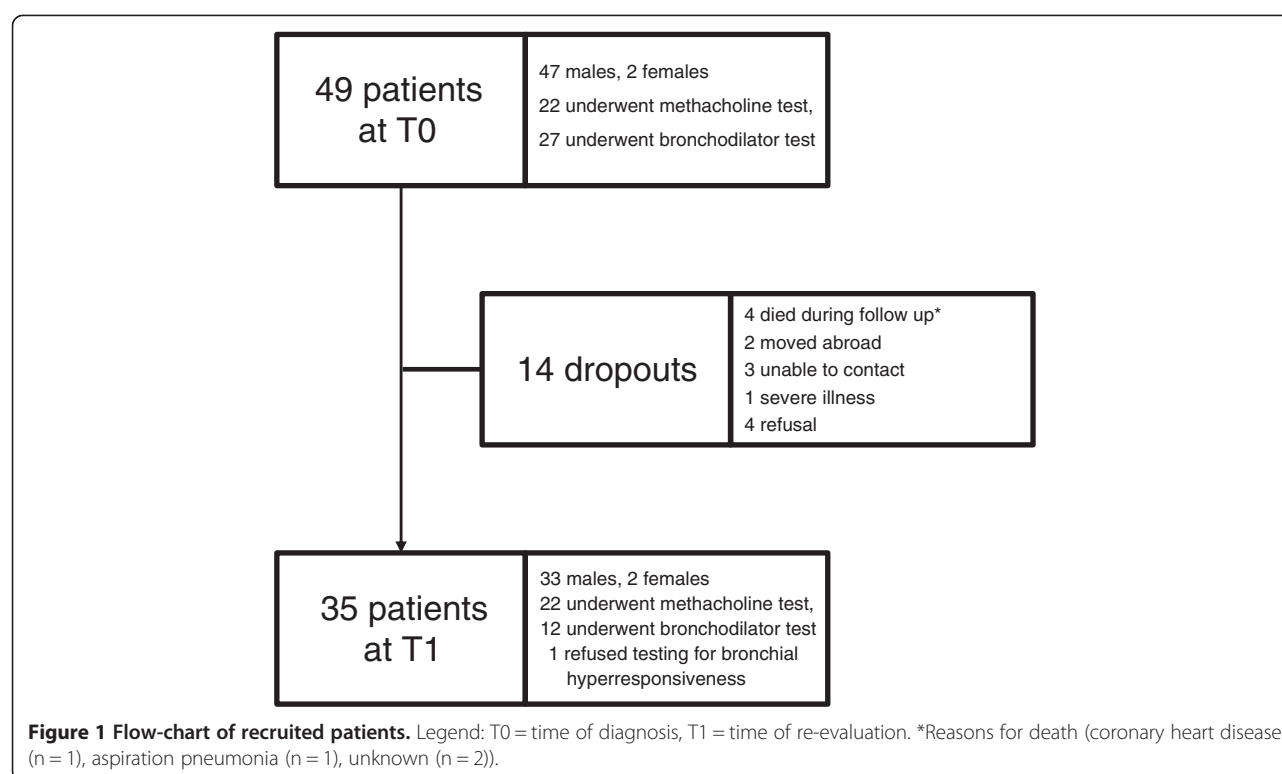 49 patients
at T0
47 males, 2 females
22 underwent methacholine test,
27 underwent bronchodilator test
14 dropouts
4 died during follow up*
2 moved abroad
3 unable to contact
1 severe illness
4 refusal
35 patients
at T1
33 males, 2 females
22 underwent methacholine test,
12 underwent bronchodilator test
1 refused testing for bronchial
hyperresponsiveness
Figure 1 Flow-chart of recruited patients. Legend: T0 = time of diagnosis, T1 = time of re-evaluation. *Reasons for death (coronary heart disease
(n = 1), aspiration pneumonia (n = 1), unknown (n = 2)).